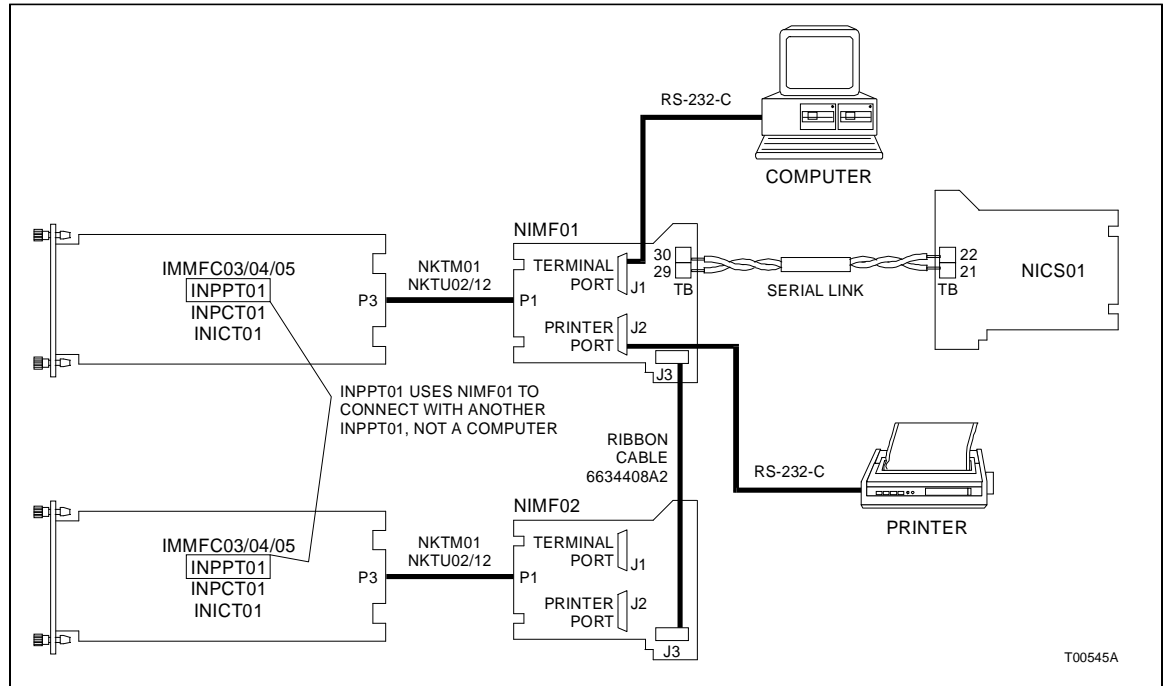 RS-232-C
COMPUTER
NIMF01
IMMFC03/04/05
INPPT01
INPCT01
INICT01
P3
NKTM01
NKTU02/12
P1
TERMINAL
PORT
J1
PRINTER
PORT
J2
J3
30
29
TB
SERIAL LINK
22
21
TB
NICS01
INPPT01 USES NIMF01 TO
CONNECT WITH ANOTHER
INPPT01, NOT A COMPUTER
RIBBON
CABLE
6634408A2
RS-232-C
PRINTER
NIMF02
IMMFC03/04/05
INPPT01
INPCT01
INICT01
P3
NKTM01
NKTU02/12
P1
TERMINAL
PORT
J1
PRINTER
PORT
J2
J3
T00545A